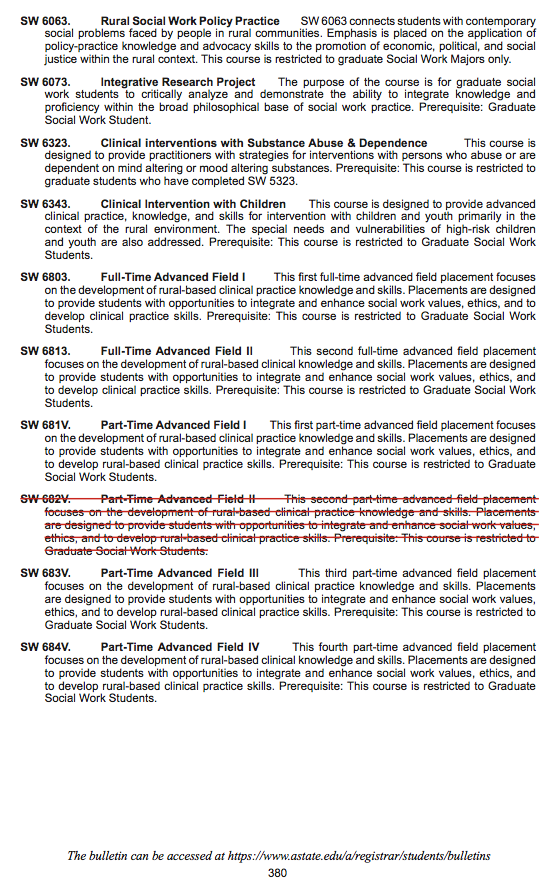 SW 6063. Rural Social Work Policy Practice SW 6063 connects students with contemporary
social problems faced by people in rural communities. Emphasis is placed on the application of
policy-practice knowledge and advocacy skills to the promotion of economic, political, and social
justice within the rural context. This course is restricted to graduate Social Work Majors only.
SW 6073. Integrative Research Project The purpose of the course is for graduate social
work students to critically analyze and demonstrate the ability to integrate knowledge and
proficiency within the broad philosophical base of social work practice. Prerequisite: Graduate
Social Work Student.
SW 6323. Clinical interventions with Substance Abuse & Dependence This course is
designed to provide practitioners with strategies for interventions with persons who abuse or are
dependent on mind altering or mood altering substances. Prerequisite: This course is restricted to
graduate students who have completed SW 5323.
SW 6343. Clinical Intervention with Children This course is designed to provide advanced
clinical practice, knowledge, and skills for intervention with children and youth primarily in the
context of the rural environment. The special needs and vulnerabilities of high-risk children
and youth are also addressed. Prerequisite: This course is restricted to Graduate Social Work
Students.
SW 6803. Full-Time Advanced Field I This first full-time advanced field placement focuses
on the development of rural-based clinical practice knowledge and skills. Placements are designed
to provide students with opportunities to integrate and enhance social work values, ethics, and to
develop clinical practice skills. Prerequisite: This course is restricted to Graduate Social Work
Students.
SW 6813. Full-Time Advanced Field II This second full-time advanced field placement
focuses on the development of rural-based clinical knowledge and skills. Placements are designed
to provide students with opportunities to integrate and enhance social work values, ethics, and
to develop clinical practice skills. Prerequisite: This course is restricted to Graduate Social Work
Students.
SW 681V. Part-Time Advanced Field I This first part-time advanced field placement focuses
on the development of rural-based clinical practice knowledge and skills. Placements are designed
to provide students with opportunities to integrate and enhance social work values, ethics, and
to develop rural-based clinical practice skills. Prerequisite: This course is restricted to Graduate
Social Work Students.
SW 682V. Part-Time Advanced Field II This second part-time advanced field placement
focuses on the development of rural-based clinical practice knowledge and skills. Placements
are designed to provide students with opportunities to integrate and enhance social work values,
ethics, and to develop rural-based clinical practice skills. Prerequisite: This course is restricted to
Graduate Social Work Students.
SW 683V. Part-Time Advanced Field III This third part-time advanced field placement
focuses on the development of rural-based clinical practice knowledge and skills. Placements
are designed to provide students with opportunities to integrate and enhance social work values,
ethics, and to develop rural-based clinical practice skills. Prerequisite: This course is restricted to
Graduate Social Work Students.
SW 684V. Part-Time Advanced Field IV This fourth part-time advanced field placement
focuses on the development of rural-based clinical knowledge and skills. Placements are designed
to provide students with opportunities to integrate and enhance social work values, ethics, and
to develop rural-based clinical practice skills. Prerequisite: This course is restricted to Graduate
Social Work Students.
The bulletin can be accessed at https://www.astate.edu/a/registrar/students/bulletins
380